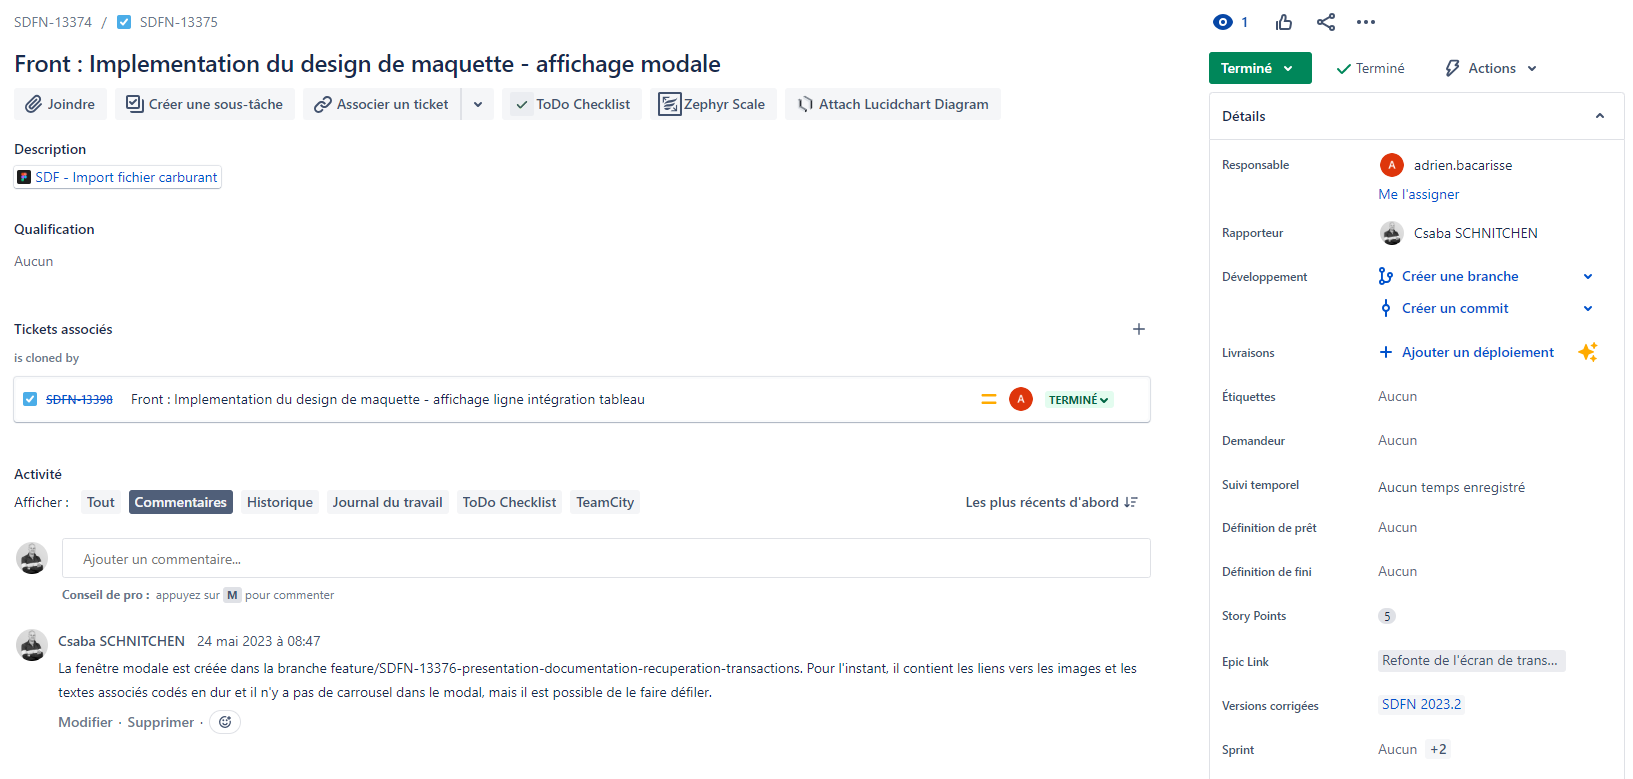 SDFN-13374 / SDFN-13375
Front : Implementation du design de maquette - affichage modale
Joindre Créer une sous-tâche Associer un ticket ToDo Checklist Zephyr Scale Attach Lucidchart Diagram
Description
SDF - Import fichier carburant
Qualification
Aucun
Tickets associés
is cloned by
SDFN-13398 Front : Implementation du design de maquette - affichage ligne intégration tableau A TERMINÉ
Activité
Afficher : Tout Commentaires Historique Journal du travail ToDo Checklist TeamCity Les plus récents d'abord
Ajouter un commentaire...
Conseil de pro : appuyez sur M pour commenter
Csaba SCHNITCHEN 24 mai 2023 à 08:47
La fenêtre modale est créée dans la branche feature/SDFN-13376-presentation-documentation-recuperation-transactions. Pour l'instant, il contient les liens vers les images et les
textes associés codés en dur et il n'y a pas de carrousel dans le modal, mais il est possible de le faire défiler.
Modifier · Supprimer ·
1
Terminé Terminé Actions
Détails
Responsable A adrien.bacarisse
Me l'assigner
Rapporteur Csaba SCHNITCHEN
Développement Créer une branche
Créer un commit
Livraisons Ajouter un déploiement
Étiquettes Aucun
Demandeur Aucun
Suivi temporel Aucun temps enregistré
Définition de prêt Aucun
Définition de fini Aucun
Story Points 5
Epic Link Refonte de l'écran de trans...
Versions corrigées SDFN 2023.2
Sprint Aucun +2